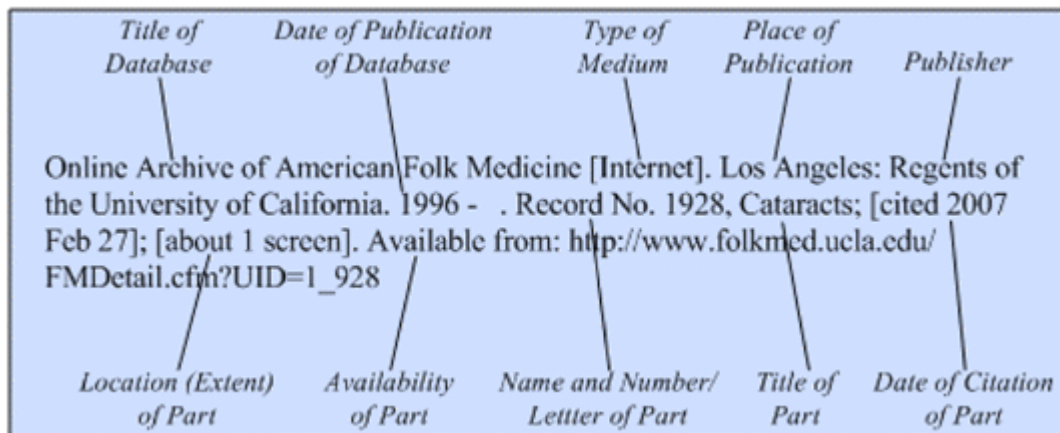 Title of Database
Date of Publication of Database
Type of Medium
Place of Publication
Publisher
Online Archive of American Folk Medicine [Internet]. Los Angeles: Regents of
the University of California. 1996 -   . Record No. 1928, Cataracts; [cited 2007
Feb 27]; [about 1 screen]. Available from: http://www.folkmed.ucla.edu/
FMDetail.cfm?UID=1_928
Location (Extent) of Part
Availability of Part
Name and Number/ Lettter of Part
Title of Part
Date of Citation of Part